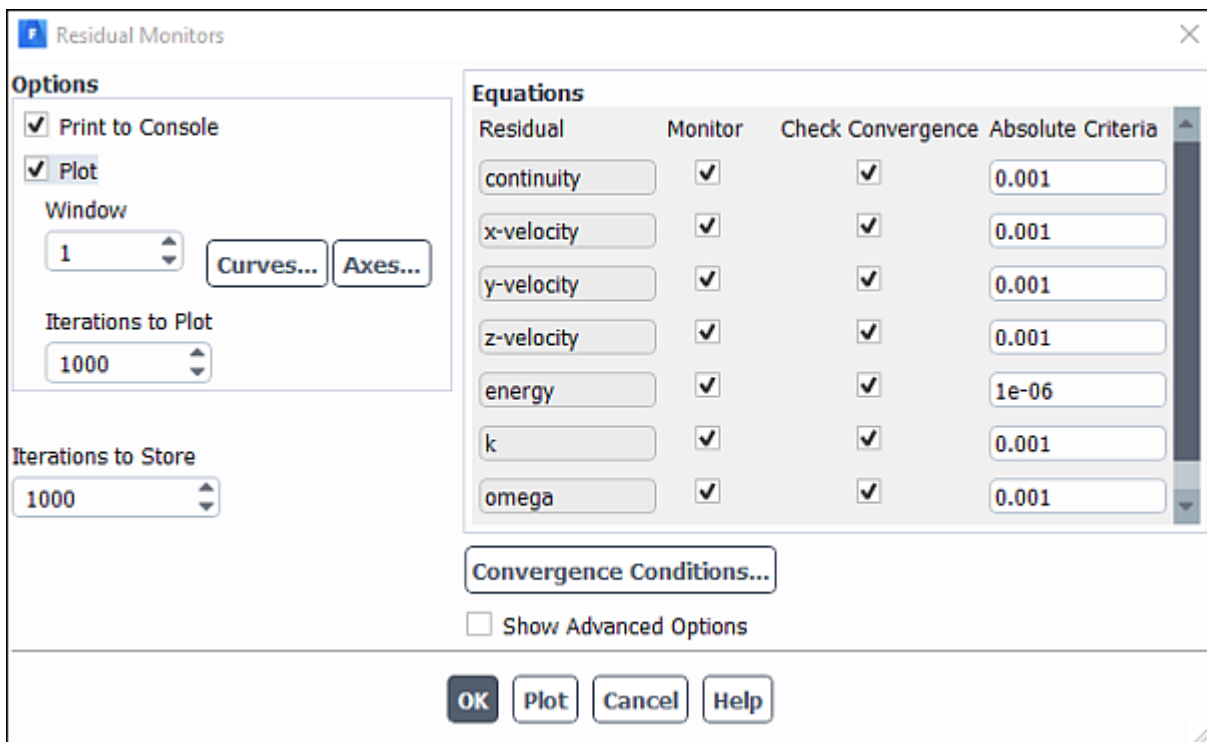 F Residual Monitors
Options
Print to Console
Plot
Window
1
Curves... Axes...
Iterations to Plot
1000
Iterations to Store
1000
Equations
Residual Monitor Check Convergence Absolute Criteria
continuity 0.001
x-velocity 0.001
y-velocity 0.001
z-velocity 0.001
energy 1e-06
k 0.001
omega 0.001
Convergence Conditions...
Show Advanced Options
OK Plot Cancel Help